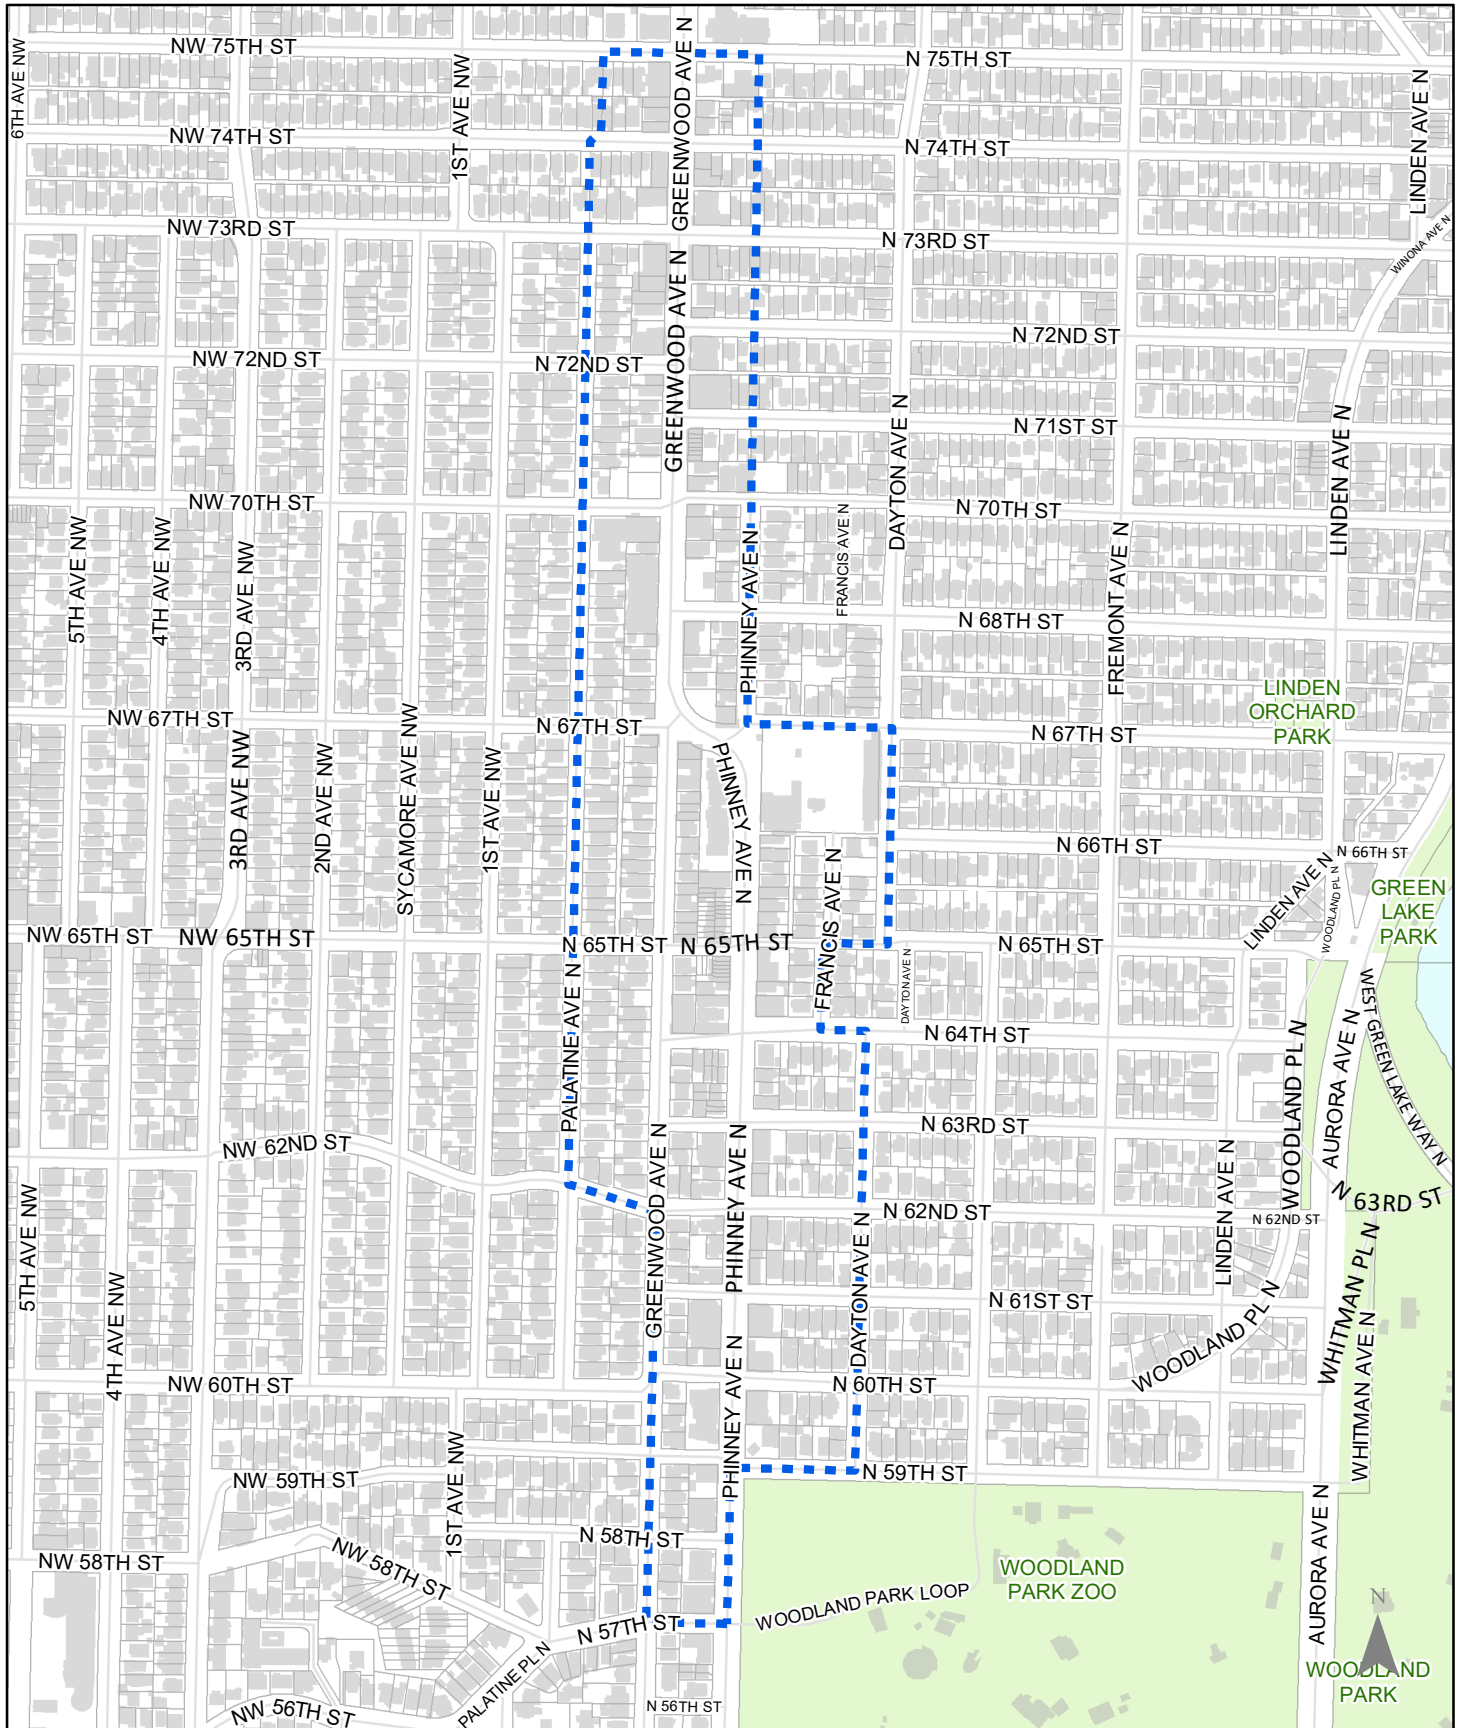 6TH AVE NW
NW 75TH ST
GREENWOOD AVE N
N 75TH ST
1ST AVE NW
LINDEN AVE N
NW 74TH ST
N 74TH ST
NW 73RD ST
N 73RD ST
WINONA AVE N
GREENWOOD AVE N
NW 72ND ST
N 72ND ST
N 72ND ST
DAYTON AVE N
N 71ST ST
LINDEN AVE N
NW 70TH ST
N 70TH ST
5TH AVE NW
4TH AVE NW
3RD AVE NW
PHINNEY AVE N
FRANCIS AVE N
FREMONT AVE N
N 68TH ST
LINDEN
ORCHARD
PARK
NW 67TH ST
N 67TH ST
N 67TH ST
3RD AVE NW
2ND AVE NW
SYCAMORE AVE NW
1ST AVE NW
PHINNEY AVE N
FRANCIS AVE N
N 66TH ST
N 66TH ST
LINDEN AVE N
WOODLAND PL N
GREEN
LAKE
PARK
NW 65TH ST
NW 65TH ST
N 65TH ST
N 65TH ST
N 65TH ST
PALATINE AVE N
DAYTON AVE N
WEST GREEN LAKE WAY N
N 64TH ST
WOODLAND PL N
AURORA AVE N
N 63RD ST
NW 62ND ST
GREENWOOD AVE N
PHINNEY AVE N
LINDEN AVE N
N 63RD ST
5TH AVE NW
N 62ND ST
N 62ND ST
DAYTON AVE N
WHITMAN PL N
4TH AVE NW
N 61ST ST
WOODLAND PL N
WHITMAN AVE N
PHINNEY AVE N
NW 60TH ST
N 60TH ST
1ST AVE NW
NW 59TH ST
N 59TH ST
AURORA AVE N
N 58TH ST
NW 58TH ST
NW 58TH ST
WOODLAND
PARK ZOO
WOODLAND PARK LOOP
N
N 57TH ST
PALATINE PL N
WOODLAND
PARK
NW 56TH ST
N 56TH ST